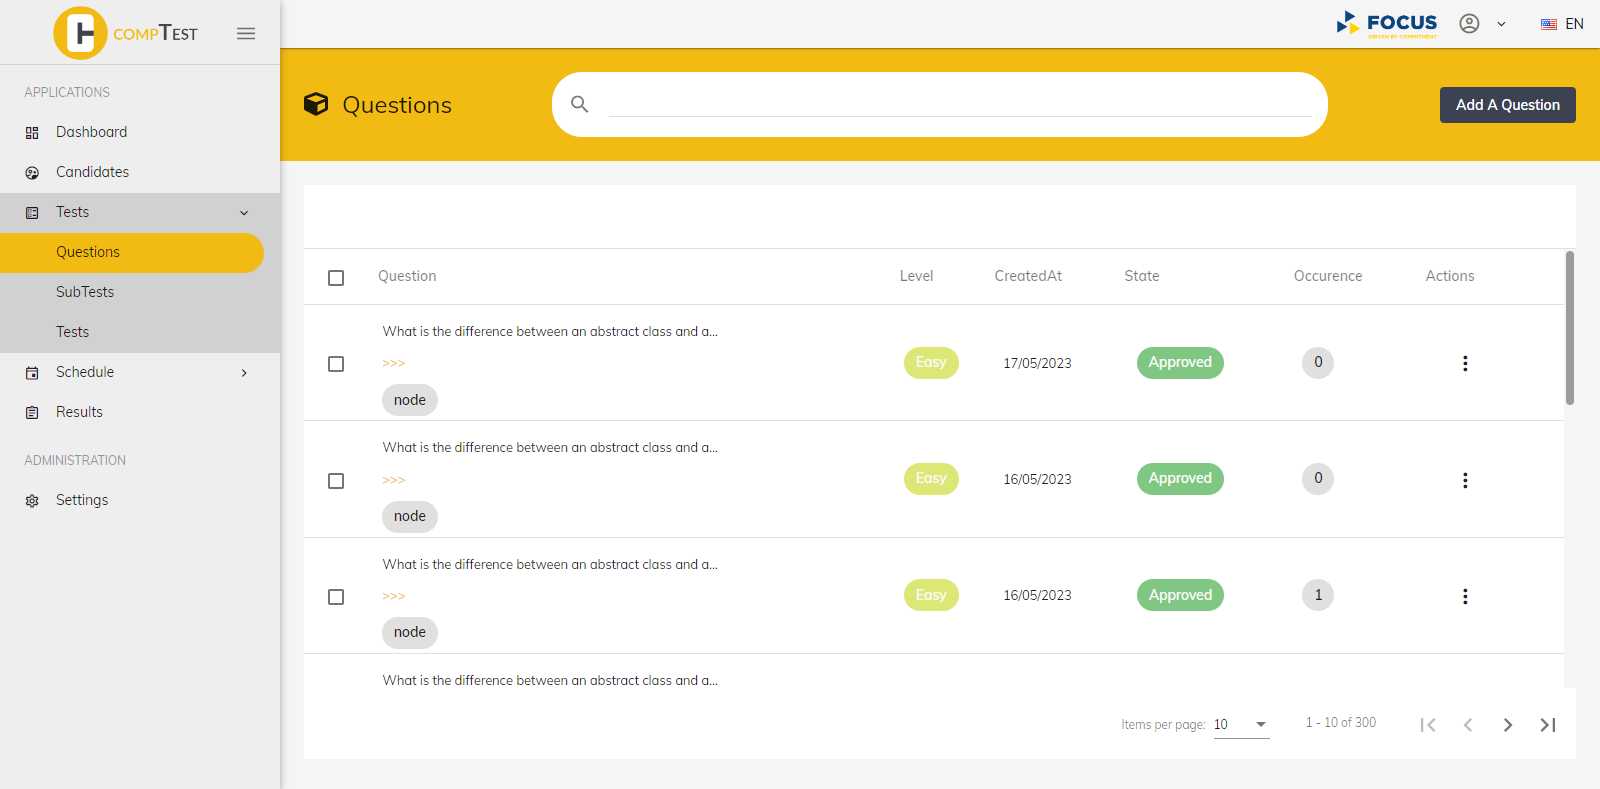 COMPTEST
FOCUS
DRIVEN BY COMMITMENT
EN
APPLICATIONS
Dashboard
Candidates
Tests
Questions
SubTests
Tests
Schedule
Results
ADMINISTRATION
Settings
Questions
Add A Question
Question Level CreatedAt State Occurence Actions
What is the difference between an abstract class and a...
>>> Easy 17/05/2023 Approved 0
node
What is the difference between an abstract class and a...
>>> Easy 16/05/2023 Approved 0
node
What is the difference between an abstract class and a...
>>> Easy 16/05/2023 Approved 1
node
What is the difference between an abstract class and a...
Items per page: 10 1 - 10 of 300